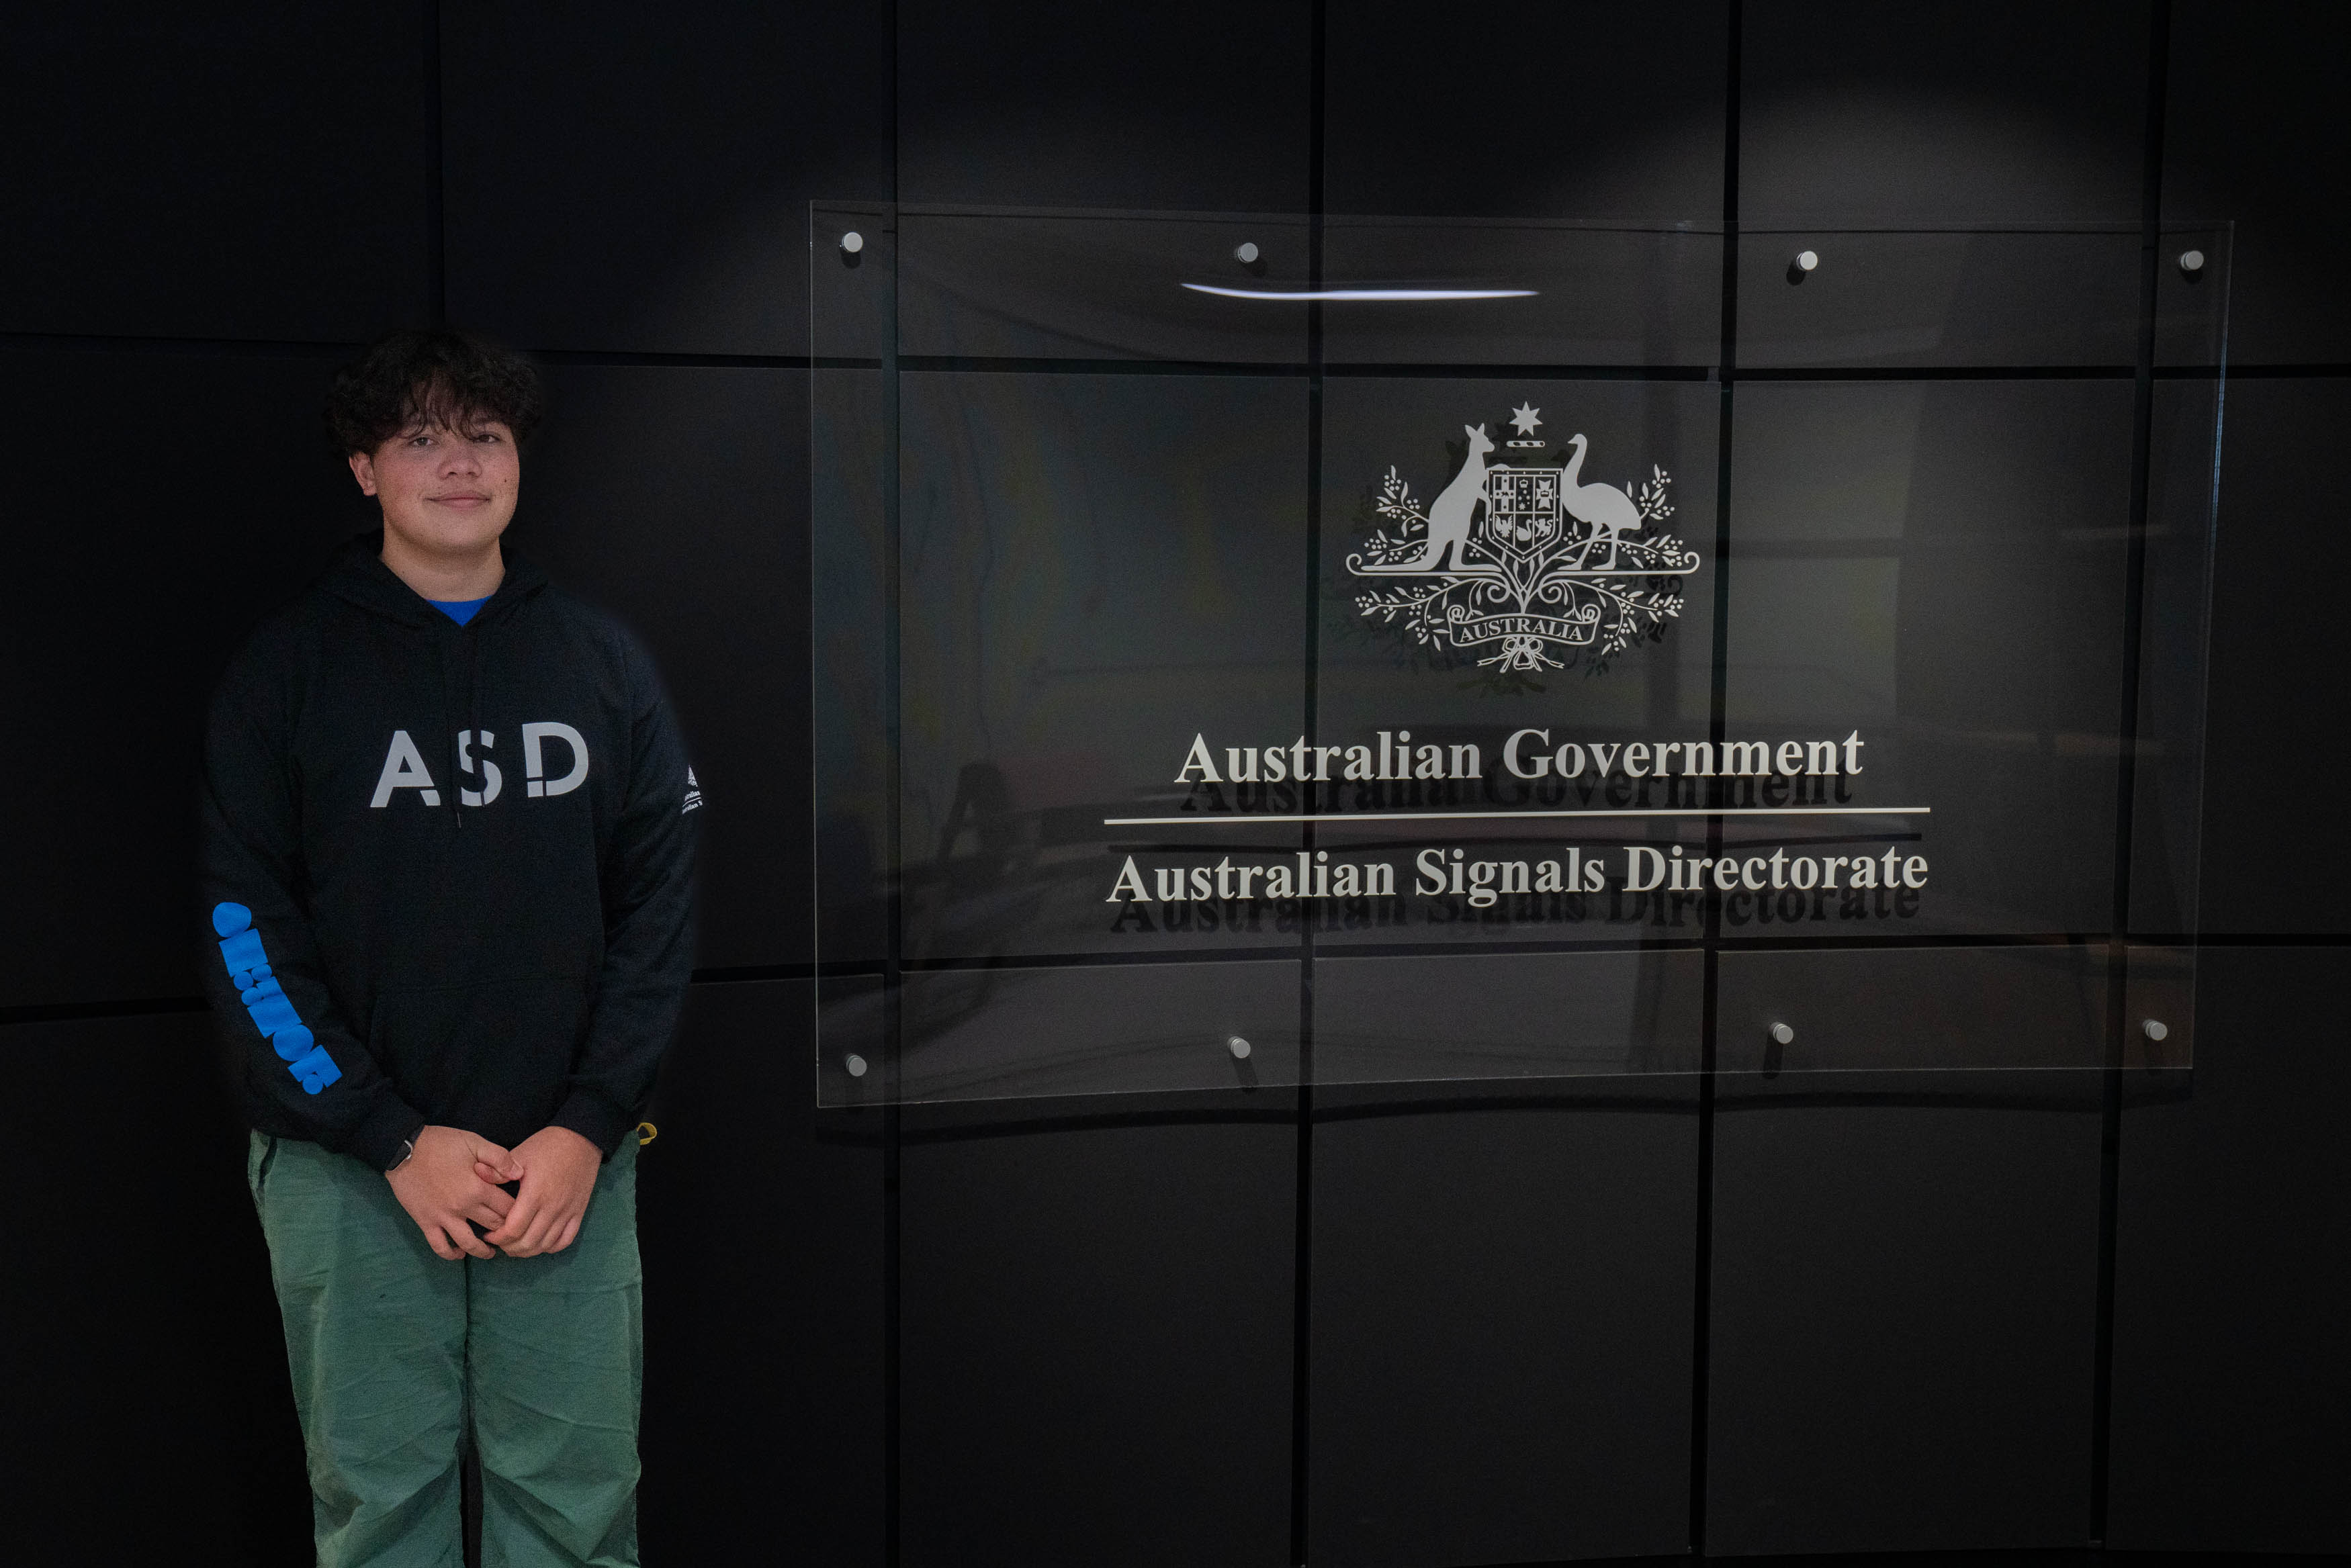 ASD
AUSTRALIA
Australian Government
Australian Signals Directorate